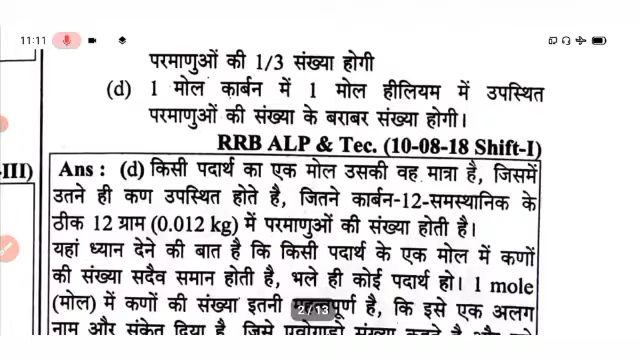 11:11
परमाणुओं की 1/3 संख्या होगी
(d) 1 मोल कार्बन में 1 मोल हीलियम में उपस्थित
परमाणुओं की संख्या के बराबर संख्या होगी।
RRB ALP & Tec. (10-08-18 Shift-I)
-III)
Ans : (d) किसी पदार्थ का एक मोल उसकी वह मात्रा है, जिसमें
उतने ही कण उपस्थित होते है, जितने कार्बन-12-समस्थानिक के
ठीक 12 ग्राम (0.012 kg) में परमाणुओं की संख्या होती है।
यहां ध्यान देने की बात है कि किसी पदार्थ के एक मोल में कणों
की संख्या सदैव समान होती है, भले ही कोई पदार्थ हो। 1 mole
(मोल) में कणों की संख्या इतनी महत्वपूर्ण है, कि इसे एक अलग
2 / 13
नाम और संकेत दिया है, जिसे एवोगाद्रो संख्या कहते है और